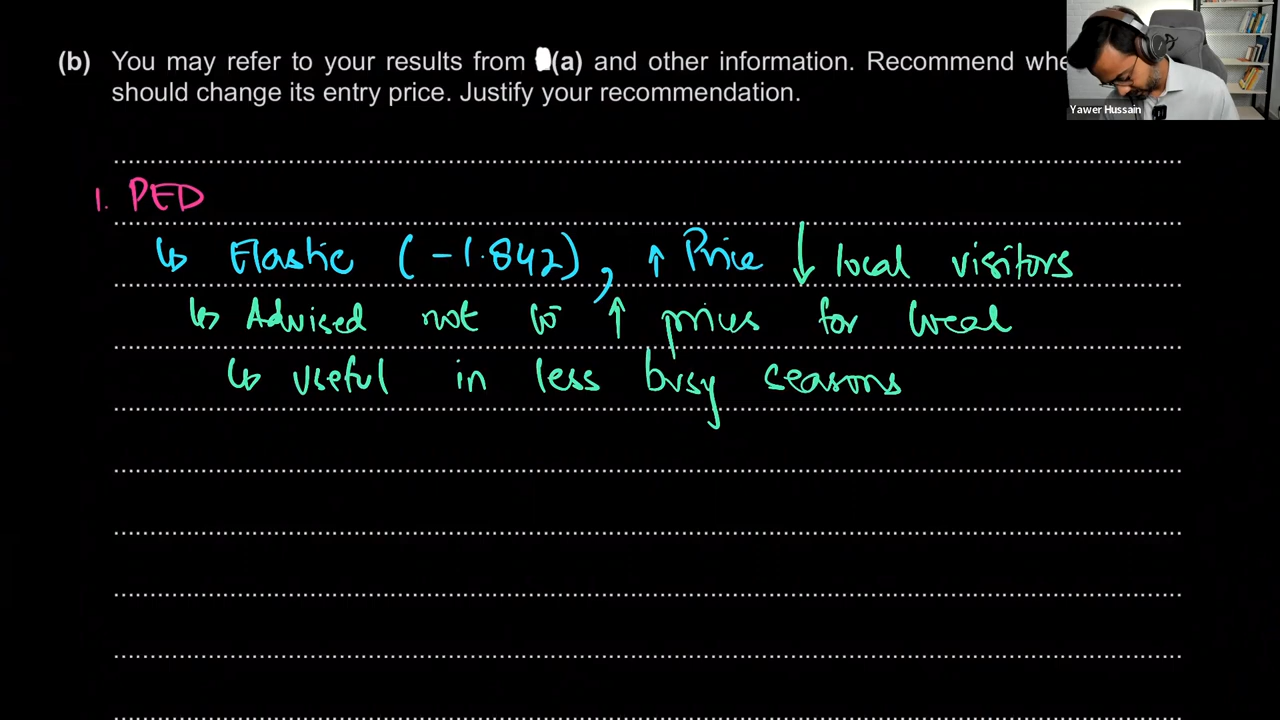 (b) You may refer to your results from (a) and other information. Recommend whe
should change its entry price. Justify your recommendation.
Yawer Hussain
1. PED
↳ Elastic (-1.842), ↑ Price ↓ local visitors
↳ Advised not to ↑ prices for local
↳ useful in less busy seasons